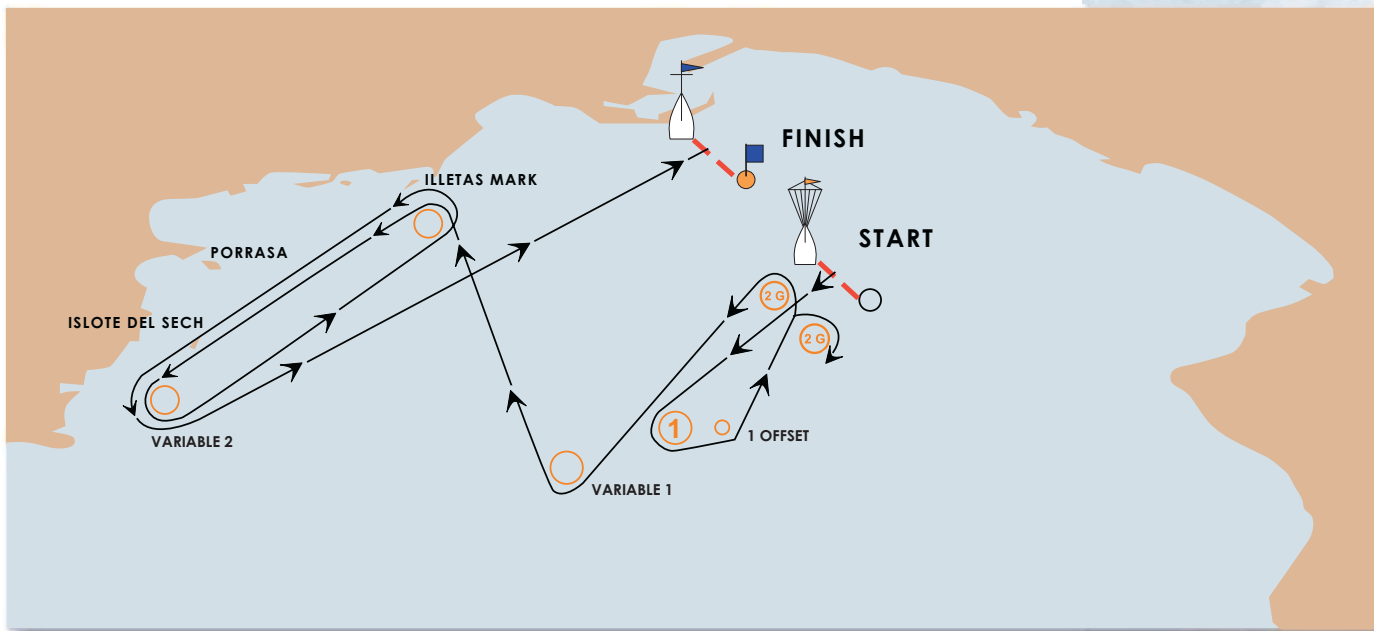 FINISH
ILLETAS MARK
START
PORRASA
2 G
ISLOTE DEL SECH
2 G
1
1 OFFSET
VARIABLE 2
VARIABLE 1